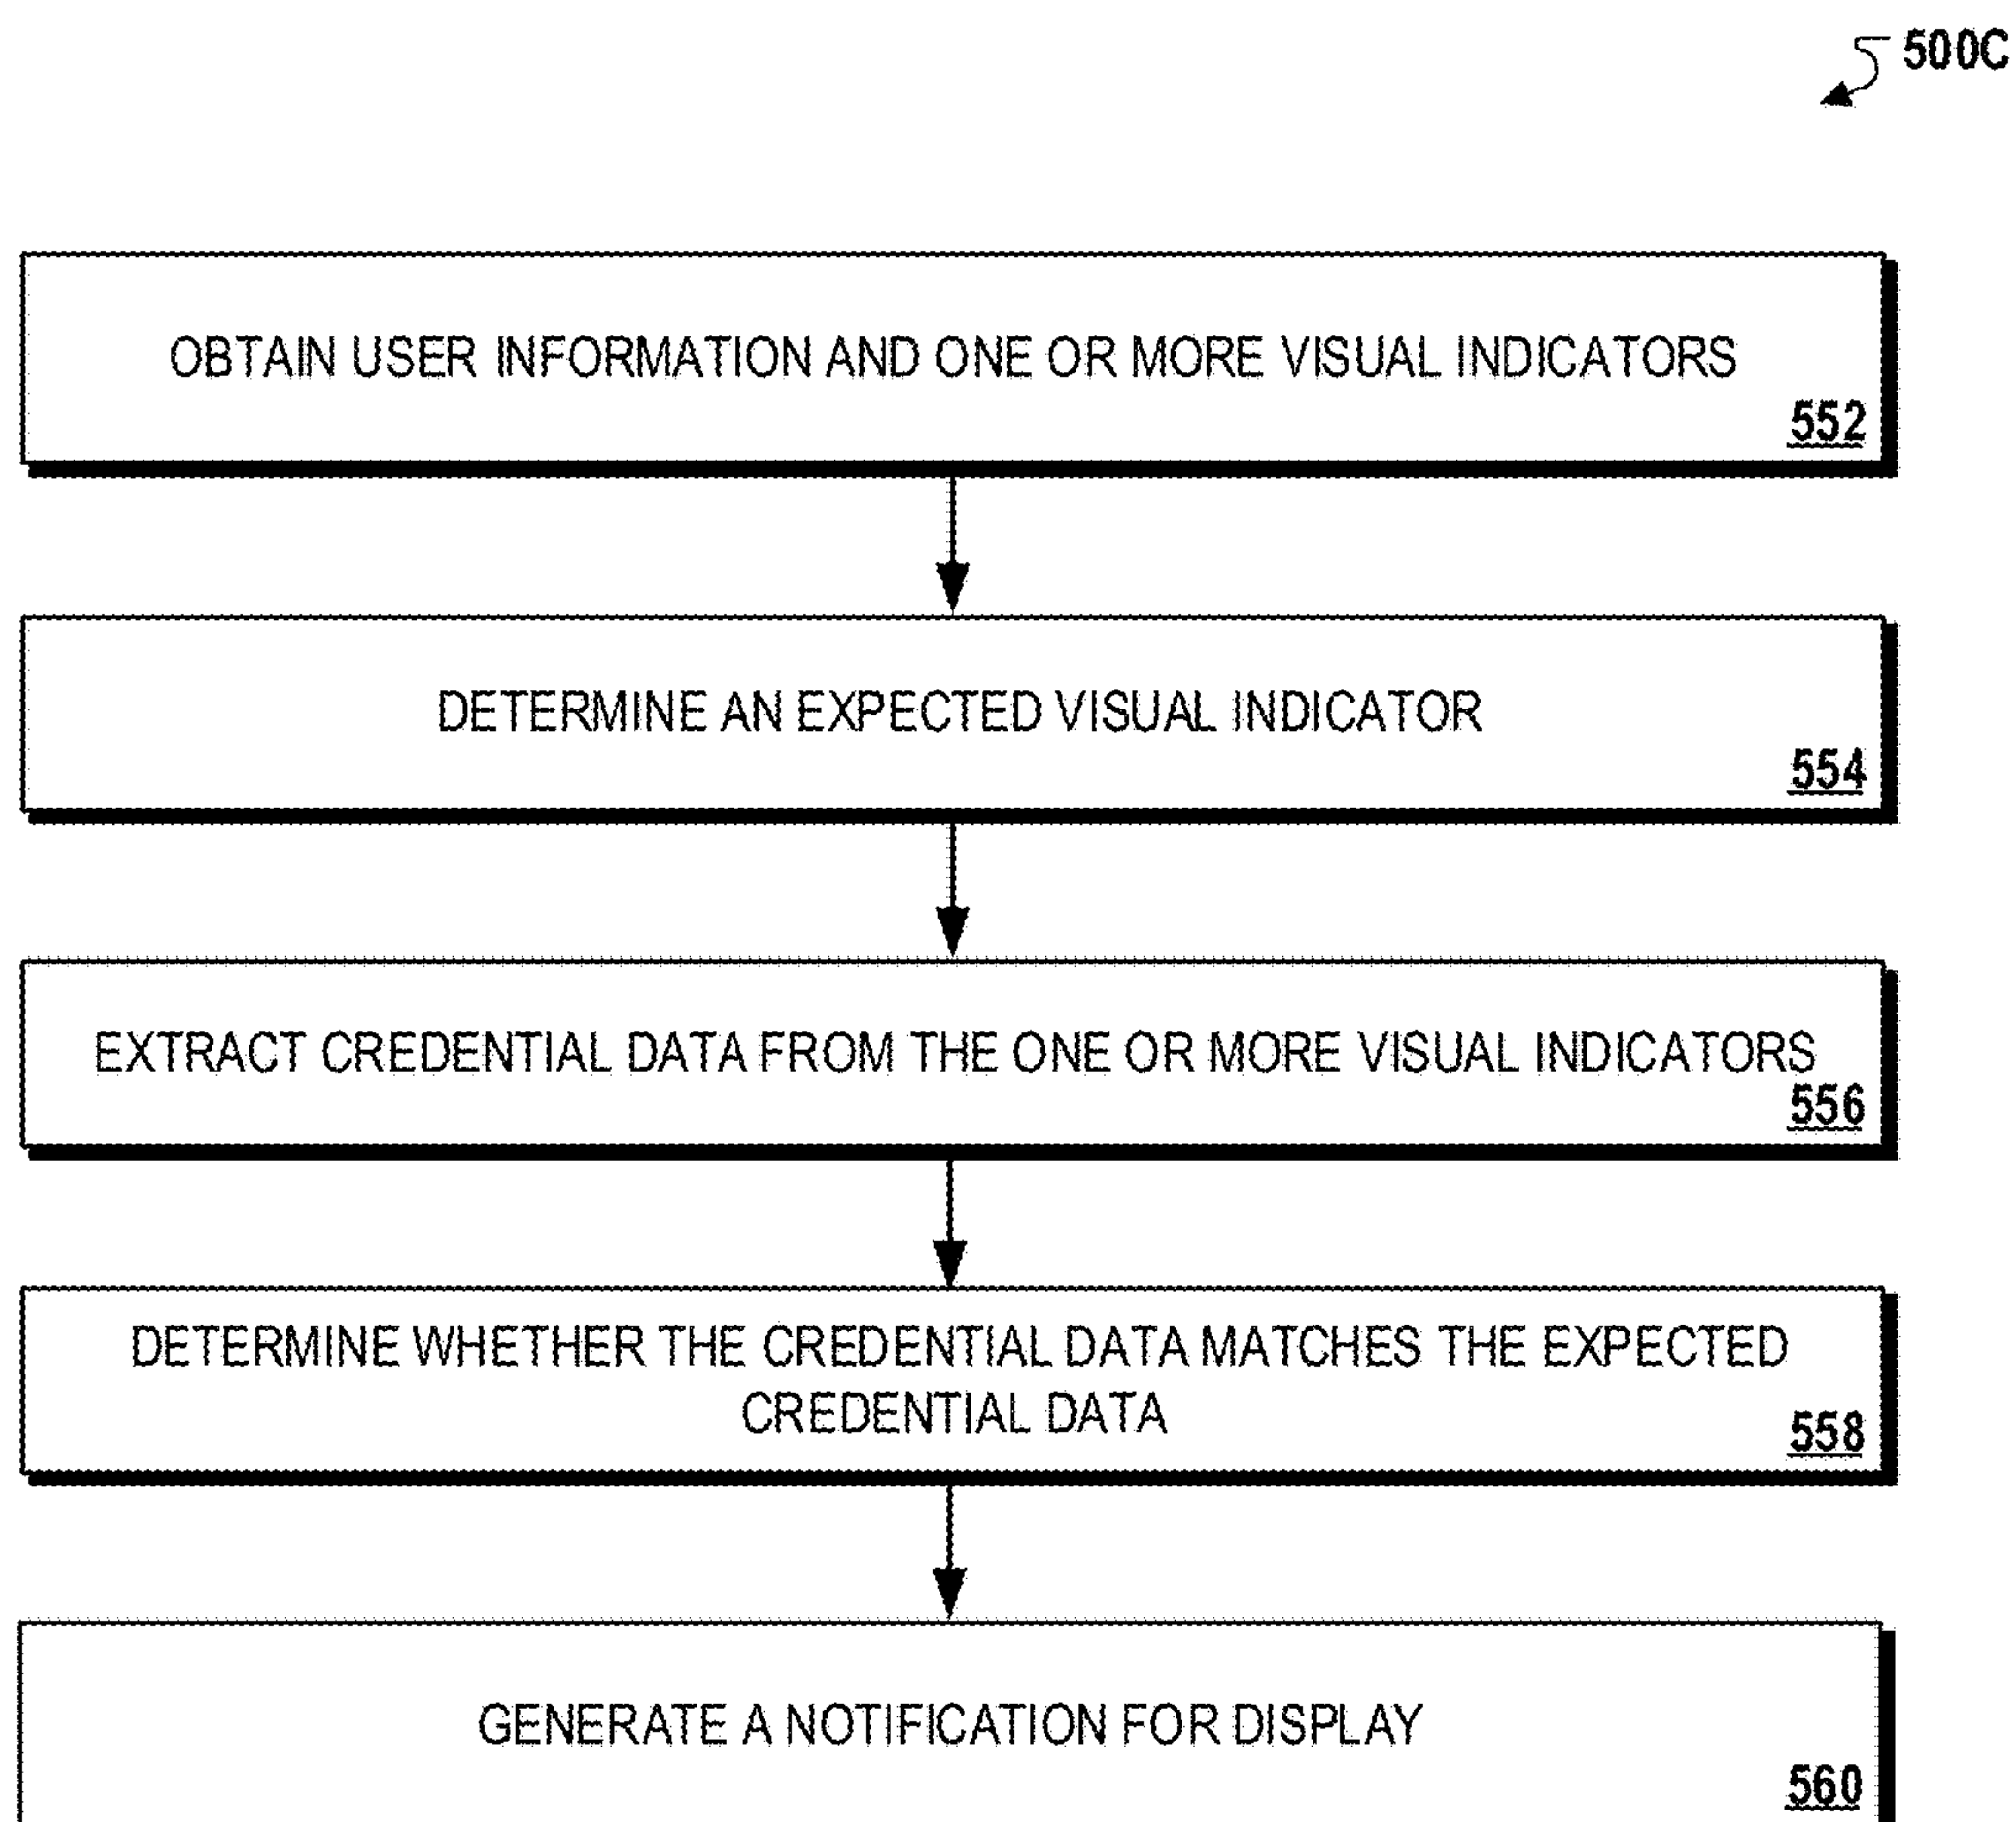 500C
OBTAIN USER INFORMATION AND ONE OR MORE VISUAL INDICATORS
552
DETERMINE AN EXPECTED VISUAL INDICATOR
554
EXTRACT CREDENTIAL DATA FROM THE ONE OR MORE VISUAL INDICATORS
556
DETERMINE WHETHER THE CREDENTIAL DATA MATCHES THE EXPECTED
CREDENTIAL DATA
558
GENERATE A NOTIFICATION FOR DISPLAY
560